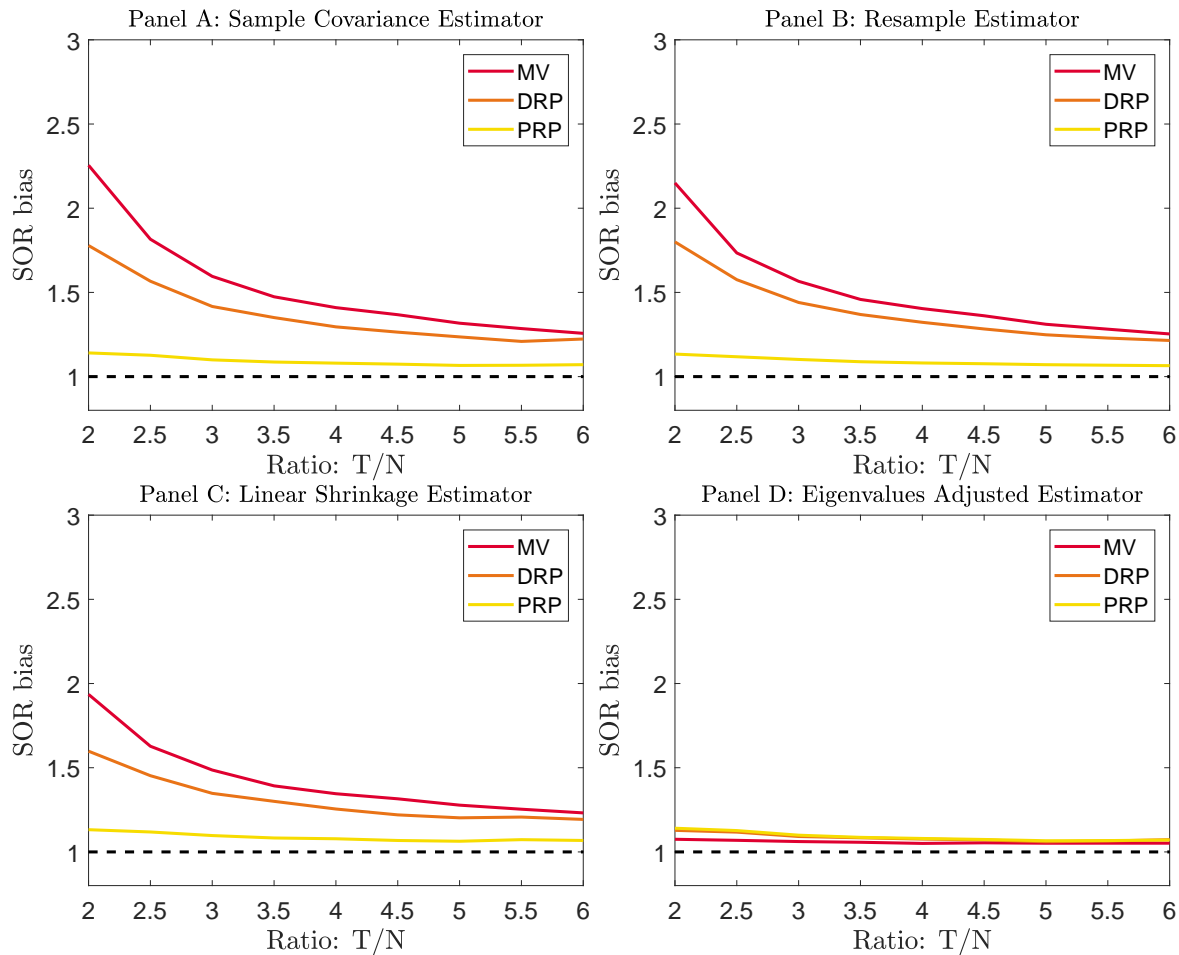 Panel A: Sample Covariance Estimator
3
2.5
2
1.5
1
SOR bias
MV
DRP
PRP
2 2.5 3 3.5 4 4.5 5 5.5 6
Ratio: T/N
Panel B: Resample Estimator
3
2.5
2
1.5
1
SOR bias
MV
DRP
PRP
2 2.5 3 3.5 4 4.5 5 5.5 6
Ratio: T/N
Panel C: Linear Shrinkage Estimator
3
2.5
2
1.5
1
SOR bias
MV
DRP
PRP
2 2.5 3 3.5 4 4.5 5 5.5 6
Ratio: T/N
Panel D: Eigenvalues Adjusted Estimator
3
2.5
2
1.5
1
SOR bias
MV
DRP
PRP
2 2.5 3 3.5 4 4.5 5 5.5 6
Ratio: T/N